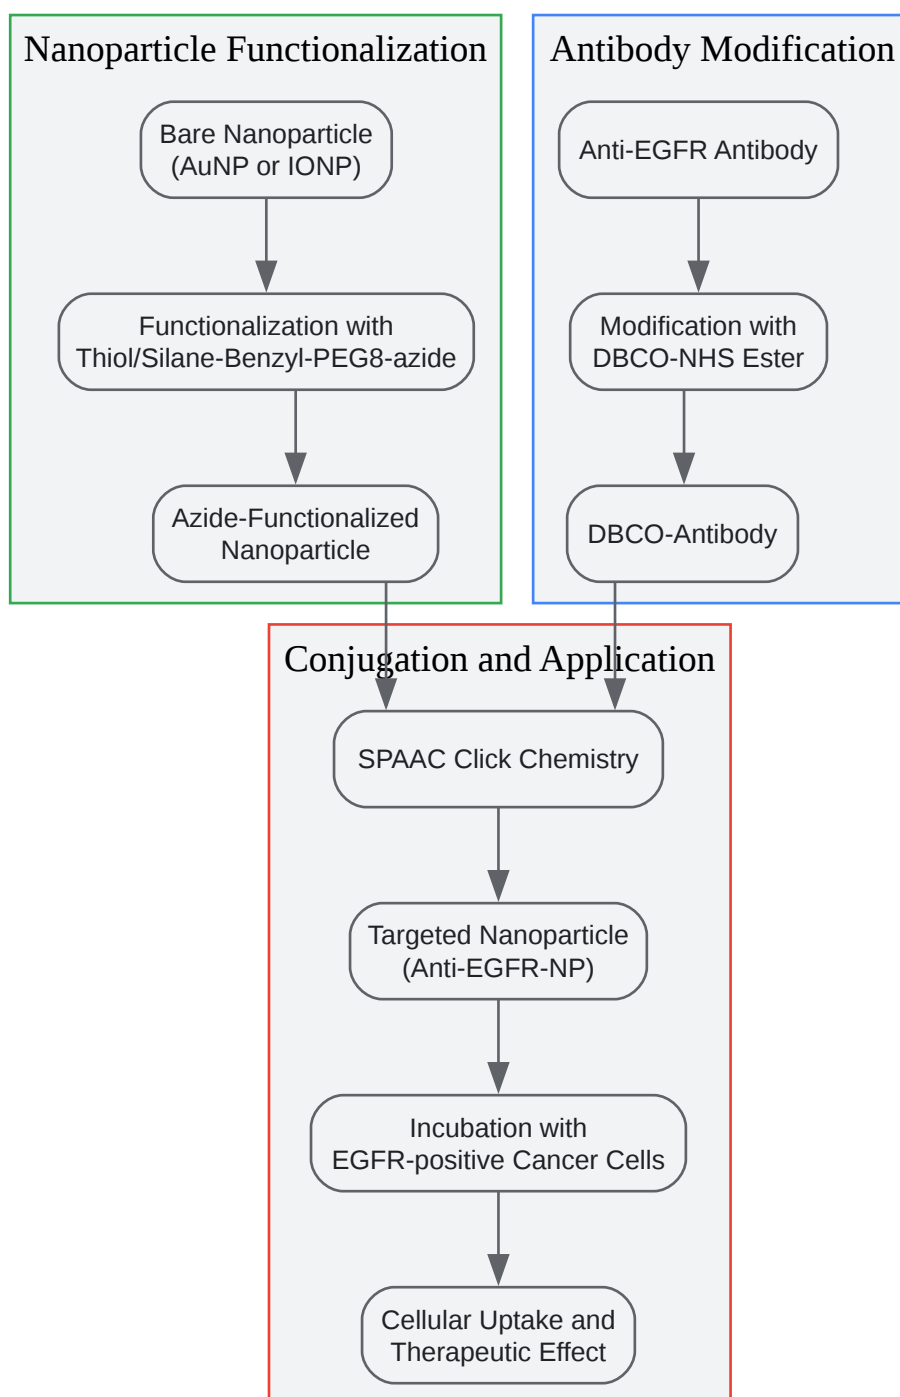 Nanoparticle Functionalization
Bare Nanoparticle
(AuNP or IONP)
Functionalization with
Thiol/Silane-Benzyl-PEG8-azide
Azide-Functionalized
Nanoparticle
Antibody Modification
Anti-EGFR Antibody
Modification with
DBCO-NHS Ester
DBCO-Antibody
Conjugation and Application
SPAAC Click Chemistry
Targeted Nanoparticle
(Anti-EGFR-NP)
Incubation with
EGFR-positive Cancer Cells
Cellular Uptake and
Therapeutic Effect